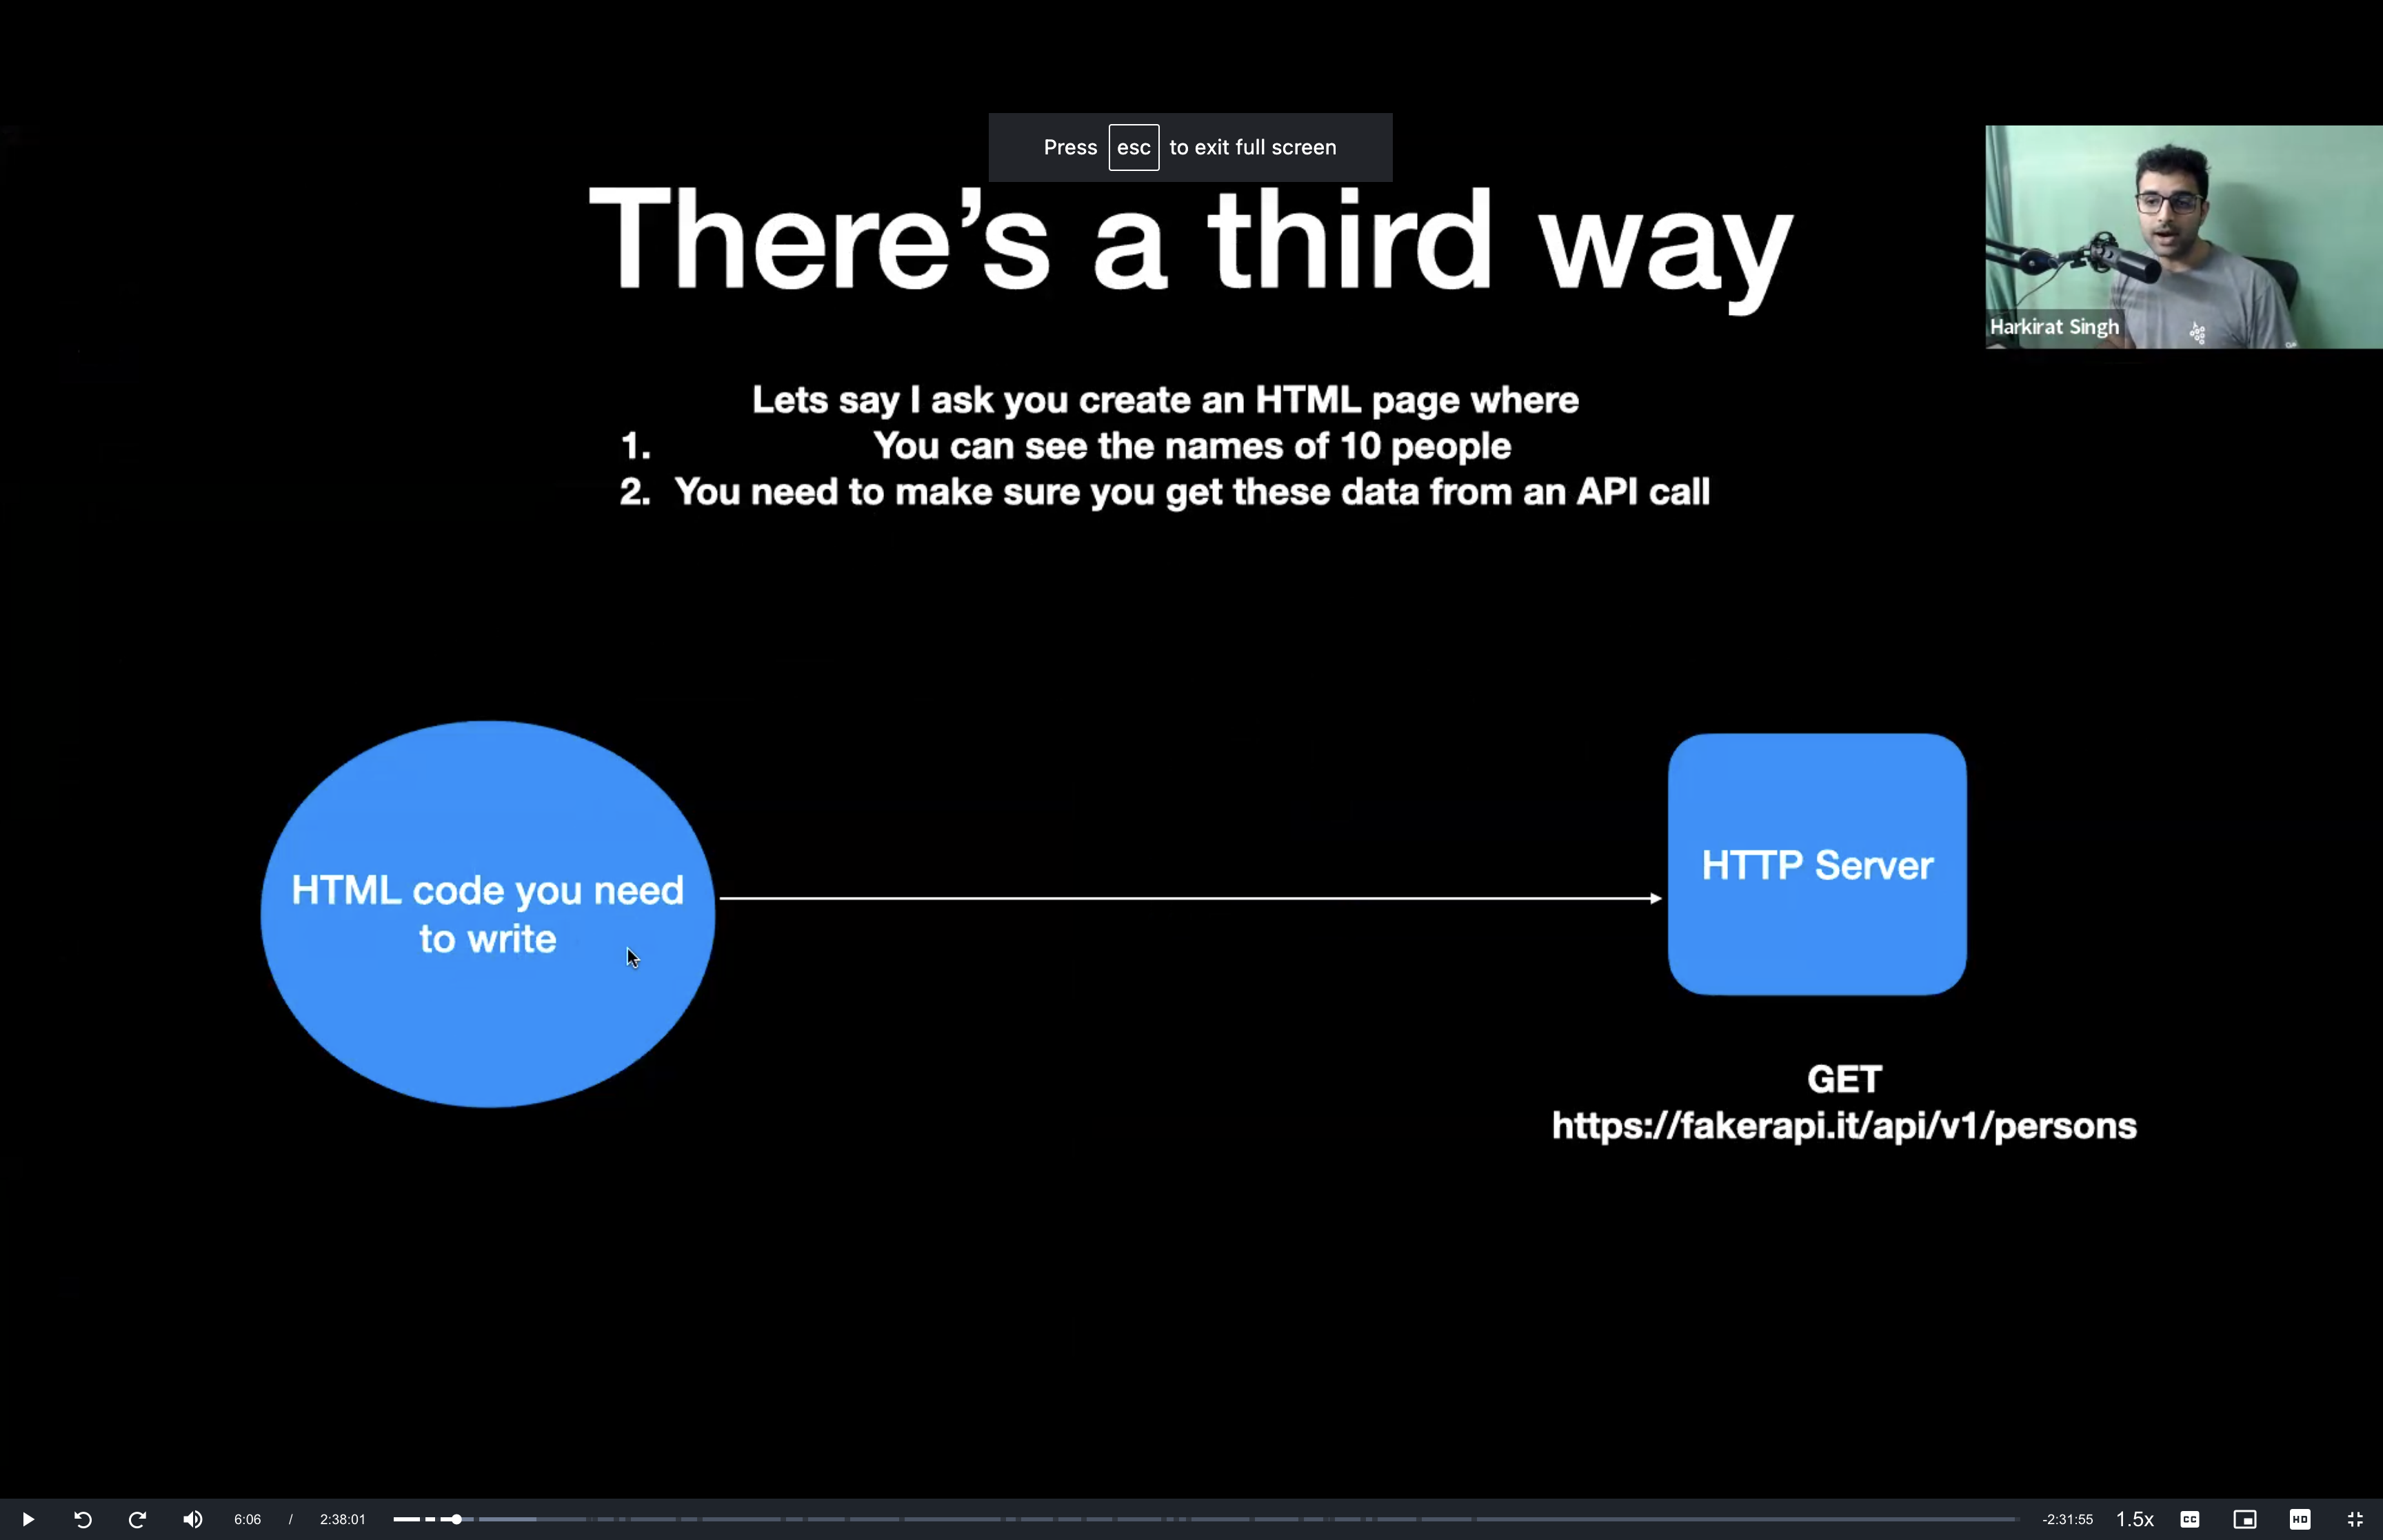 Press esc to exit full screen
There's a third way
Harkirat Singh
Lets say I ask you create an HTML page where
1. You can see the names of 10 people
2. You need to make sure you get these data from an API call
HTML code you need
to write
HTTP Server
GET
https://fakerapi.it/api/v1/persons
6:06 / 2:38:01 -2:31:55 1.5x CC HD